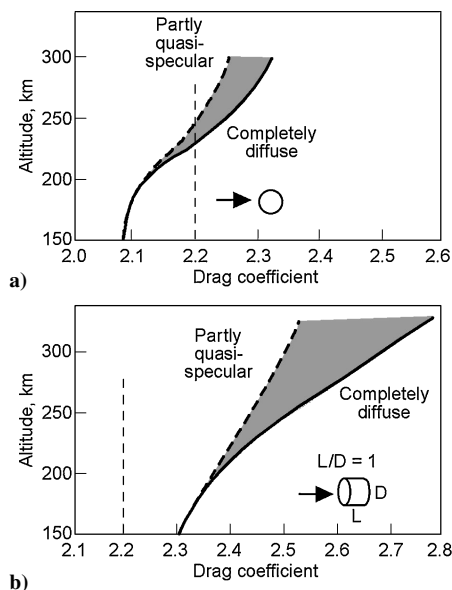 Partly
quasi-
specular
Completely
diffuse
Altitude, km
300
250
200
150
2.0 2.1 2.2 2.3 2.4 2.5 2.6
Drag coefficient
a)
Partly
quasi-
specular
Completely
diffuse
L/D = 1
D
L
Altitude, km
350
300
250
200
150
2.1 2.2 2.3 2.4 2.5 2.6 2.7 2.8
Drag coefficient
b)